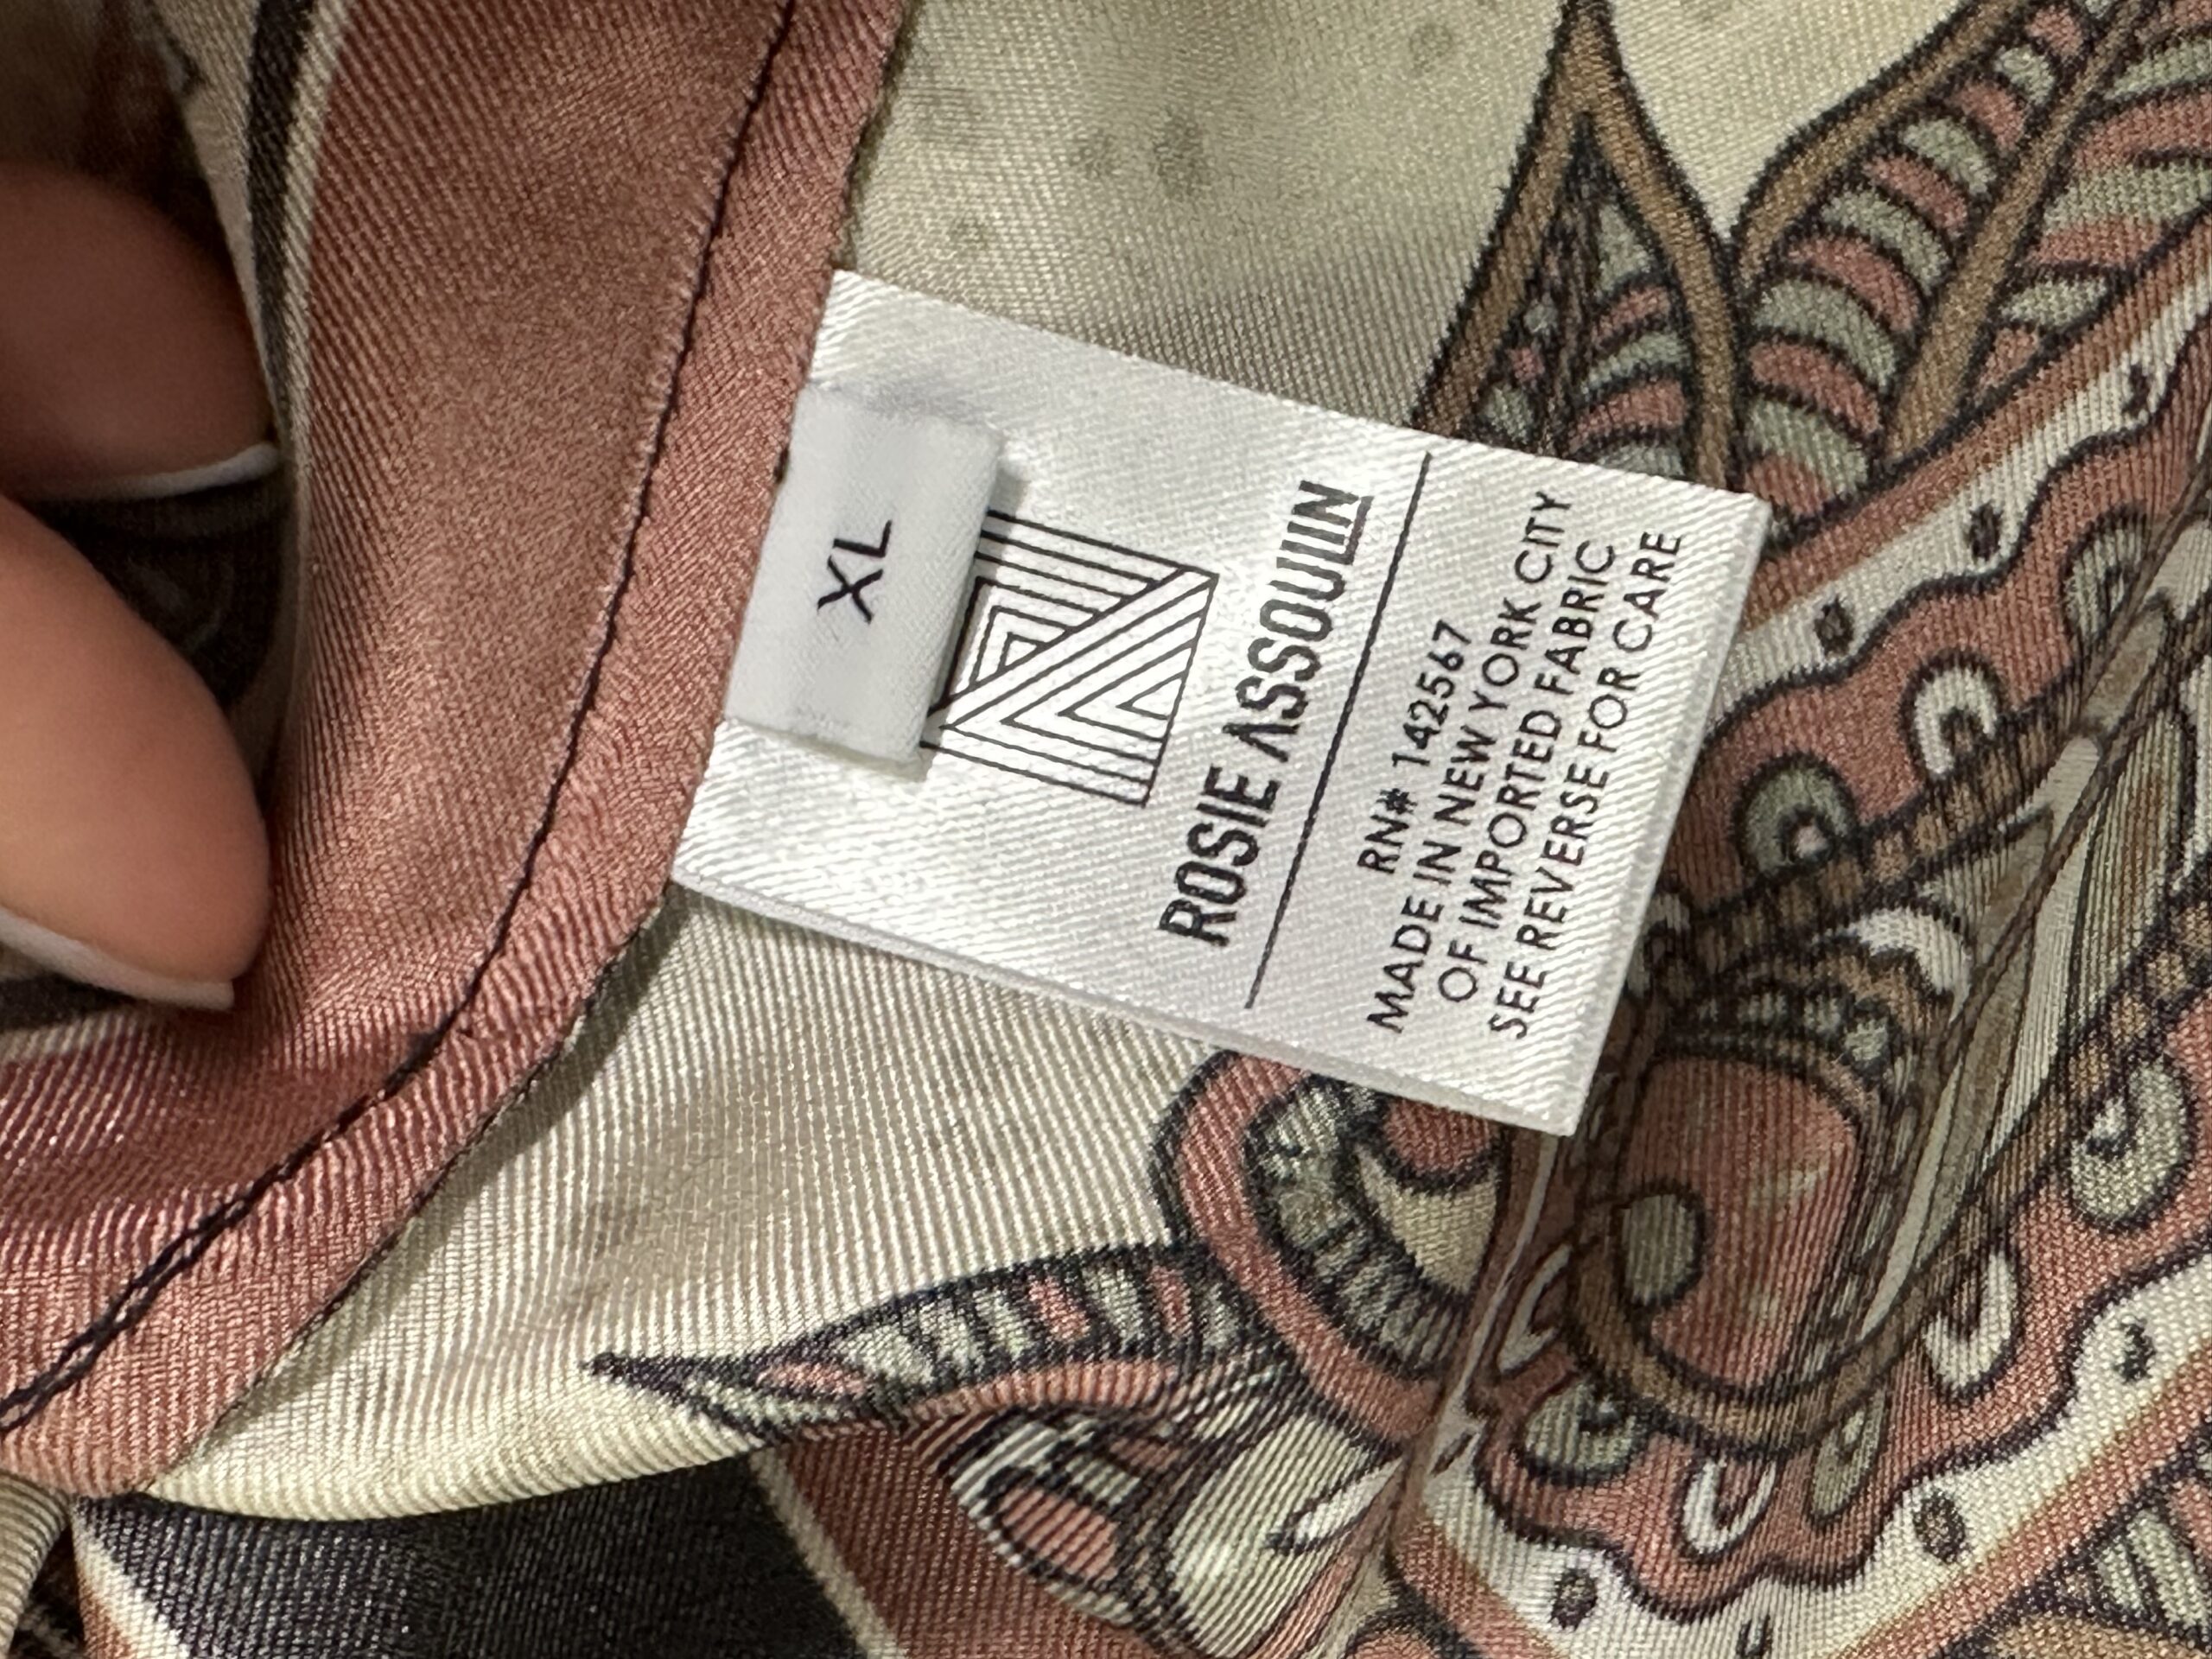 XL
ROSIE ASSOULIN
RN# 142567
MADE IN NEW YORK CITY
OF IMPORTED FABRIC
SEE REVERSE FOR CARE